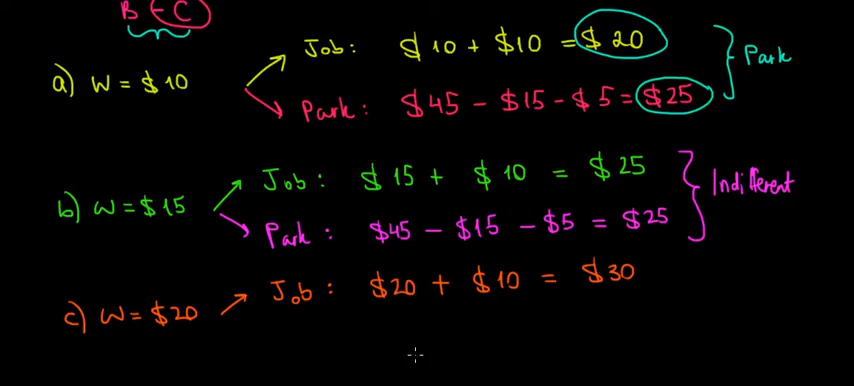 B - C
Job: $10 + $10 = $20
a) W = $10
Park
Park: $45 - $15 - $5 = $25
Job: $15 + $10 = $25
b) W = $15
Indifferent
Park: $45 - $15 - $5 = $25
Job: $20 + $10 = $30
c) W = $20